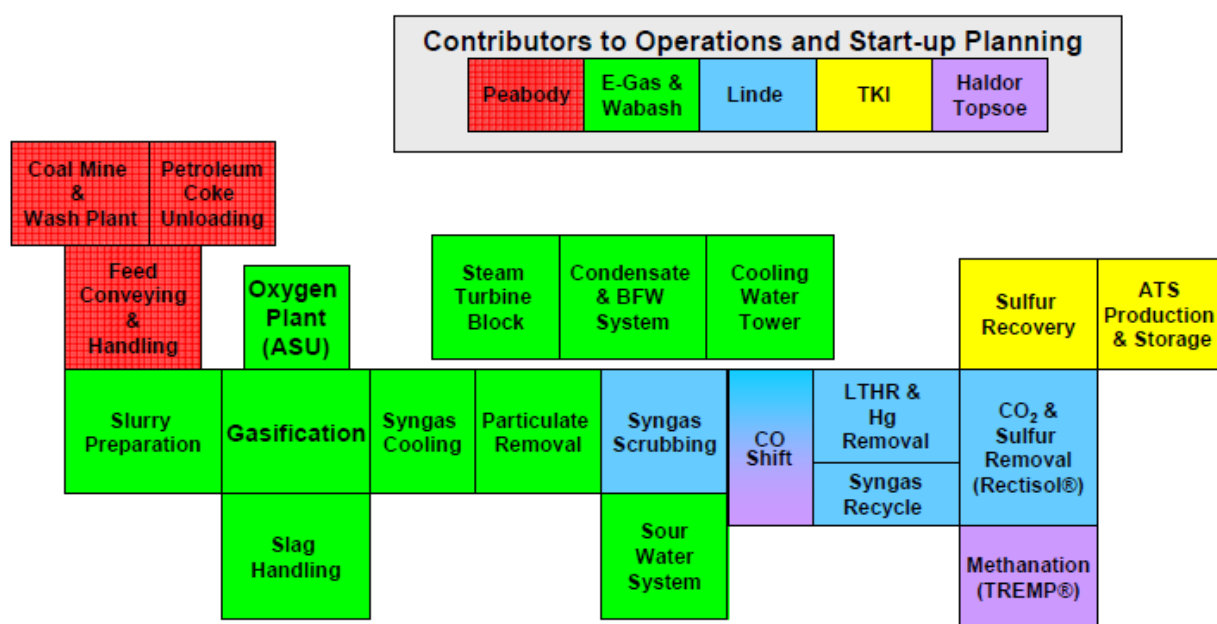 Contributors to Operations and Start-up Planning
Peabody
E-Gas &
Wabash
Linde
TKI
Haldor
Topsoe
Coal Mine
&
Wash Plant
Petroleum
Coke
Unloading
Feed
Conveying
&
Handling
Oxygen
Plant
(ASU)
Steam
Turbine
Block
Condensate
& BFW
System
Cooling
Water
Tower
Sulfur
Recovery
ATS
Production
& Storage
Slurry
Preparation
Gasification
Syngas
Cooling
Particulate
Removal
Syngas
Scrubbing
CO
Shift
LTHR &
Hg
Removal
Syngas
Recycle
CO₂ &
Sulfur
Removal
(Rectisol®)
Slag
Handling
Sour
Water
System
Methanation
(TREMP®)